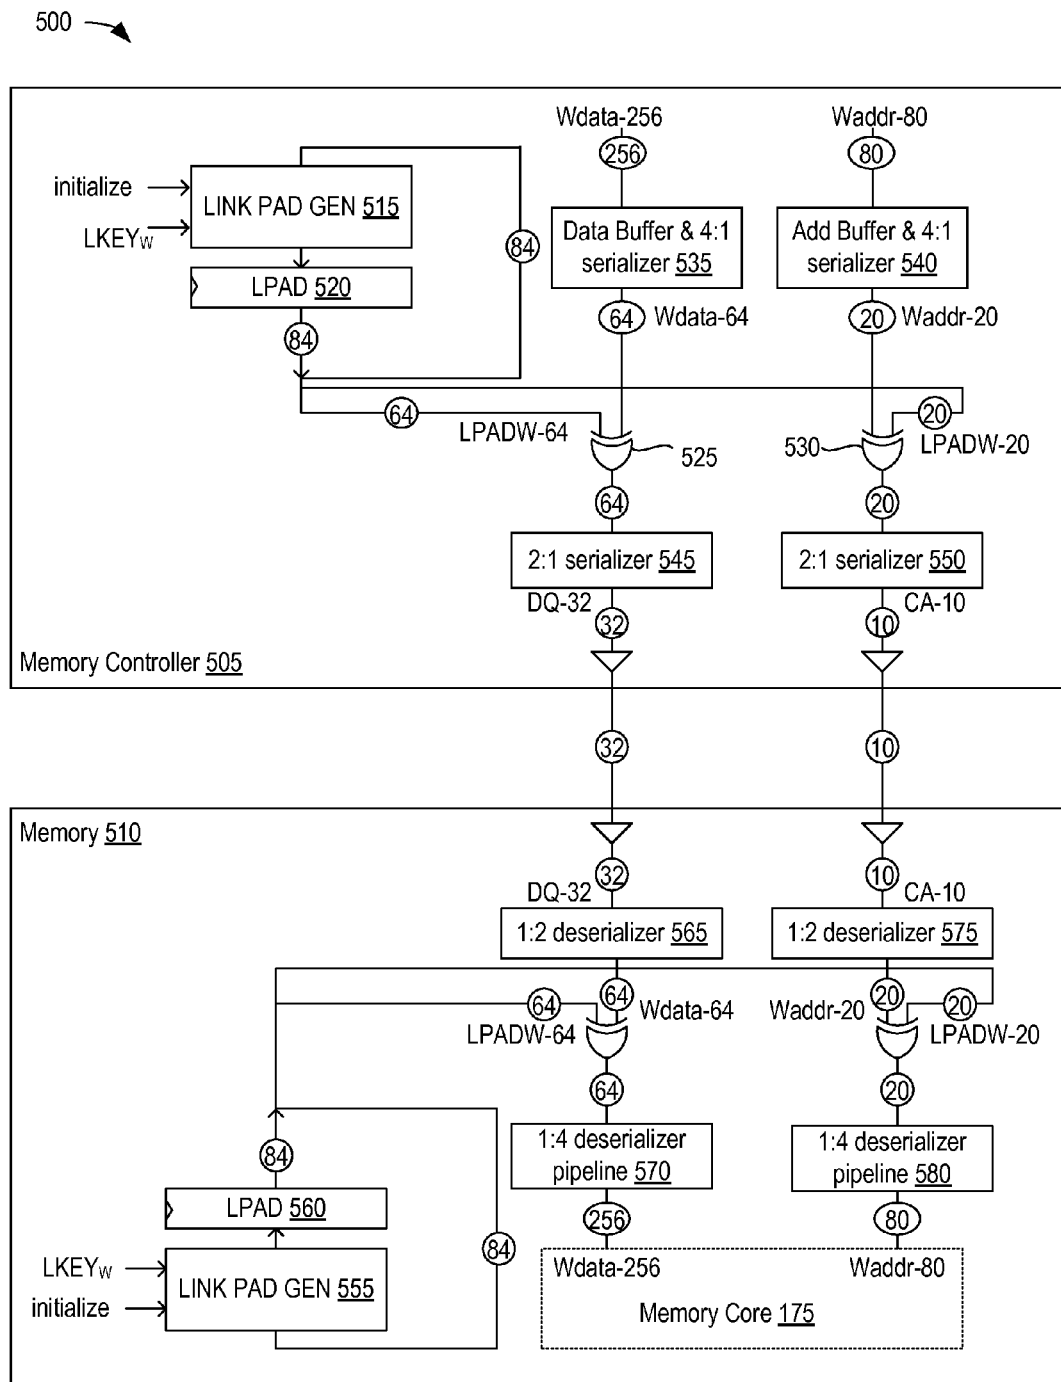 500
Wdata-256
Waddr-80
256
80
initialize
LINK PAD GEN 515
LKEYW
84
Data Buffer & 4:1
serializer 535
Add Buffer & 4:1
serializer 540
LPAD 520
64
Wdata-64
20
Waddr-20
84
64
20
LPADW-64
525
530
LPADW-20
64
20
2:1 serializer 545
2:1 serializer 550
DQ-32
CA-10
32
10
Memory Controller 505
32
10
Memory 510
32
10
DQ-32
CA-10
1:2 deserializer 565
1:2 deserializer 575
64
64
Wdata-64
20
20
Waddr-20
LPADW-64
LPADW-20
64
20
84
1:4 deserializer
pipeline 570
1:4 deserializer
pipeline 580
LPAD 560
256
80
84
LKEYW
LINK PAD GEN 555
initialize
Wdata-256
Waddr-80
Memory Core 175